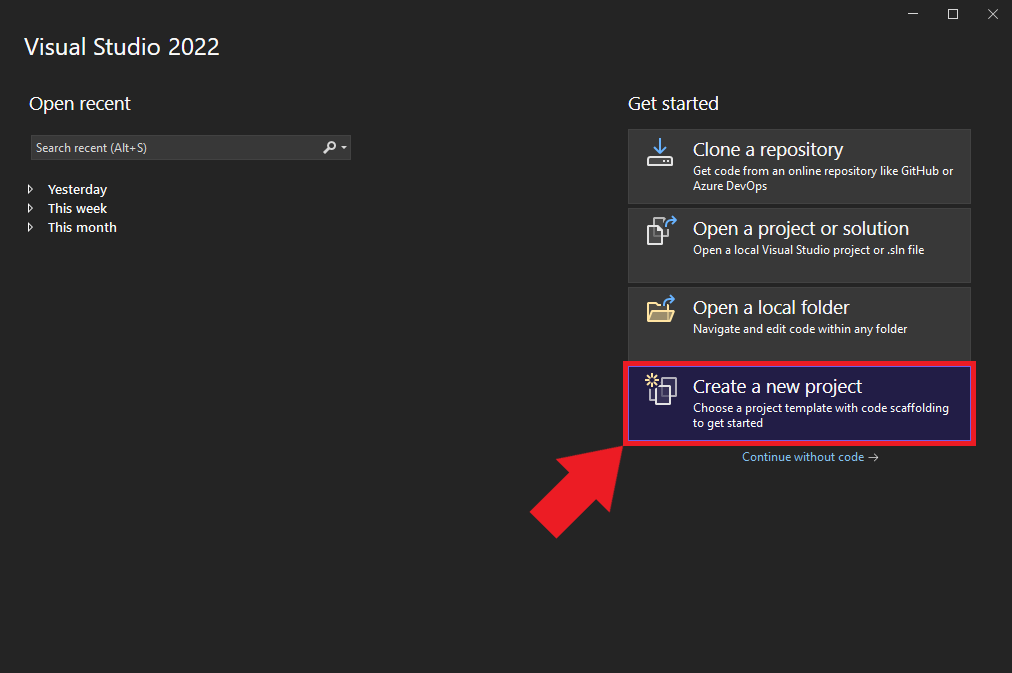 Visual Studio 2022
Open recent
Search recent (Alt+S)
Yesterday
This week
This month
Get started
Clone a repository
Get code from an online repository like GitHub or
Azure DevOps
Open a project or solution
Open a local Visual Studio project or .sln file
Open a local folder
Navigate and edit code within any folder
Create a new project
Choose a project template with code scaffolding
to get started
Continue without code →